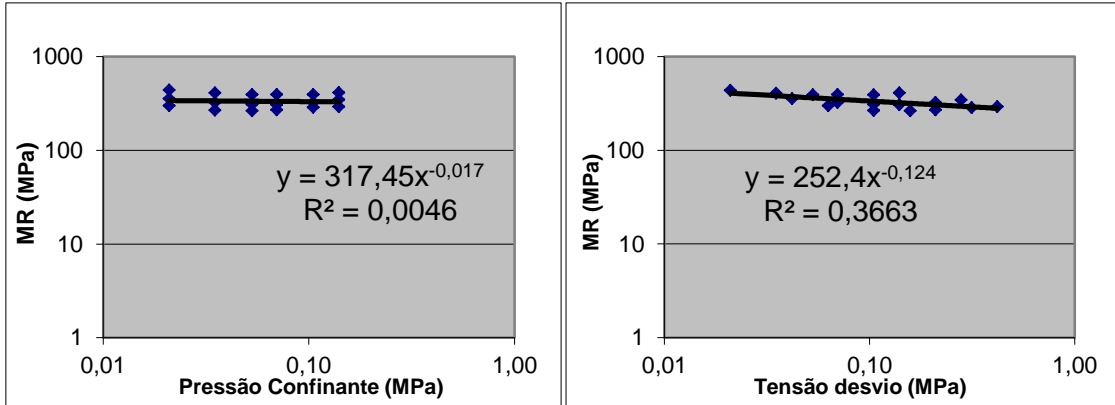 1000
100
10
1
MR (MPa)
y = 317,45x^-0,017
R² = 0,0046
0,01 0,10 1,00
Pressão Confinante (MPa)
1000
100
10
1
MR (MPa)
y = 252,4x^-0,124
R² = 0,3663
0,01 0,10 1,00
Tensão desvio (MPa)